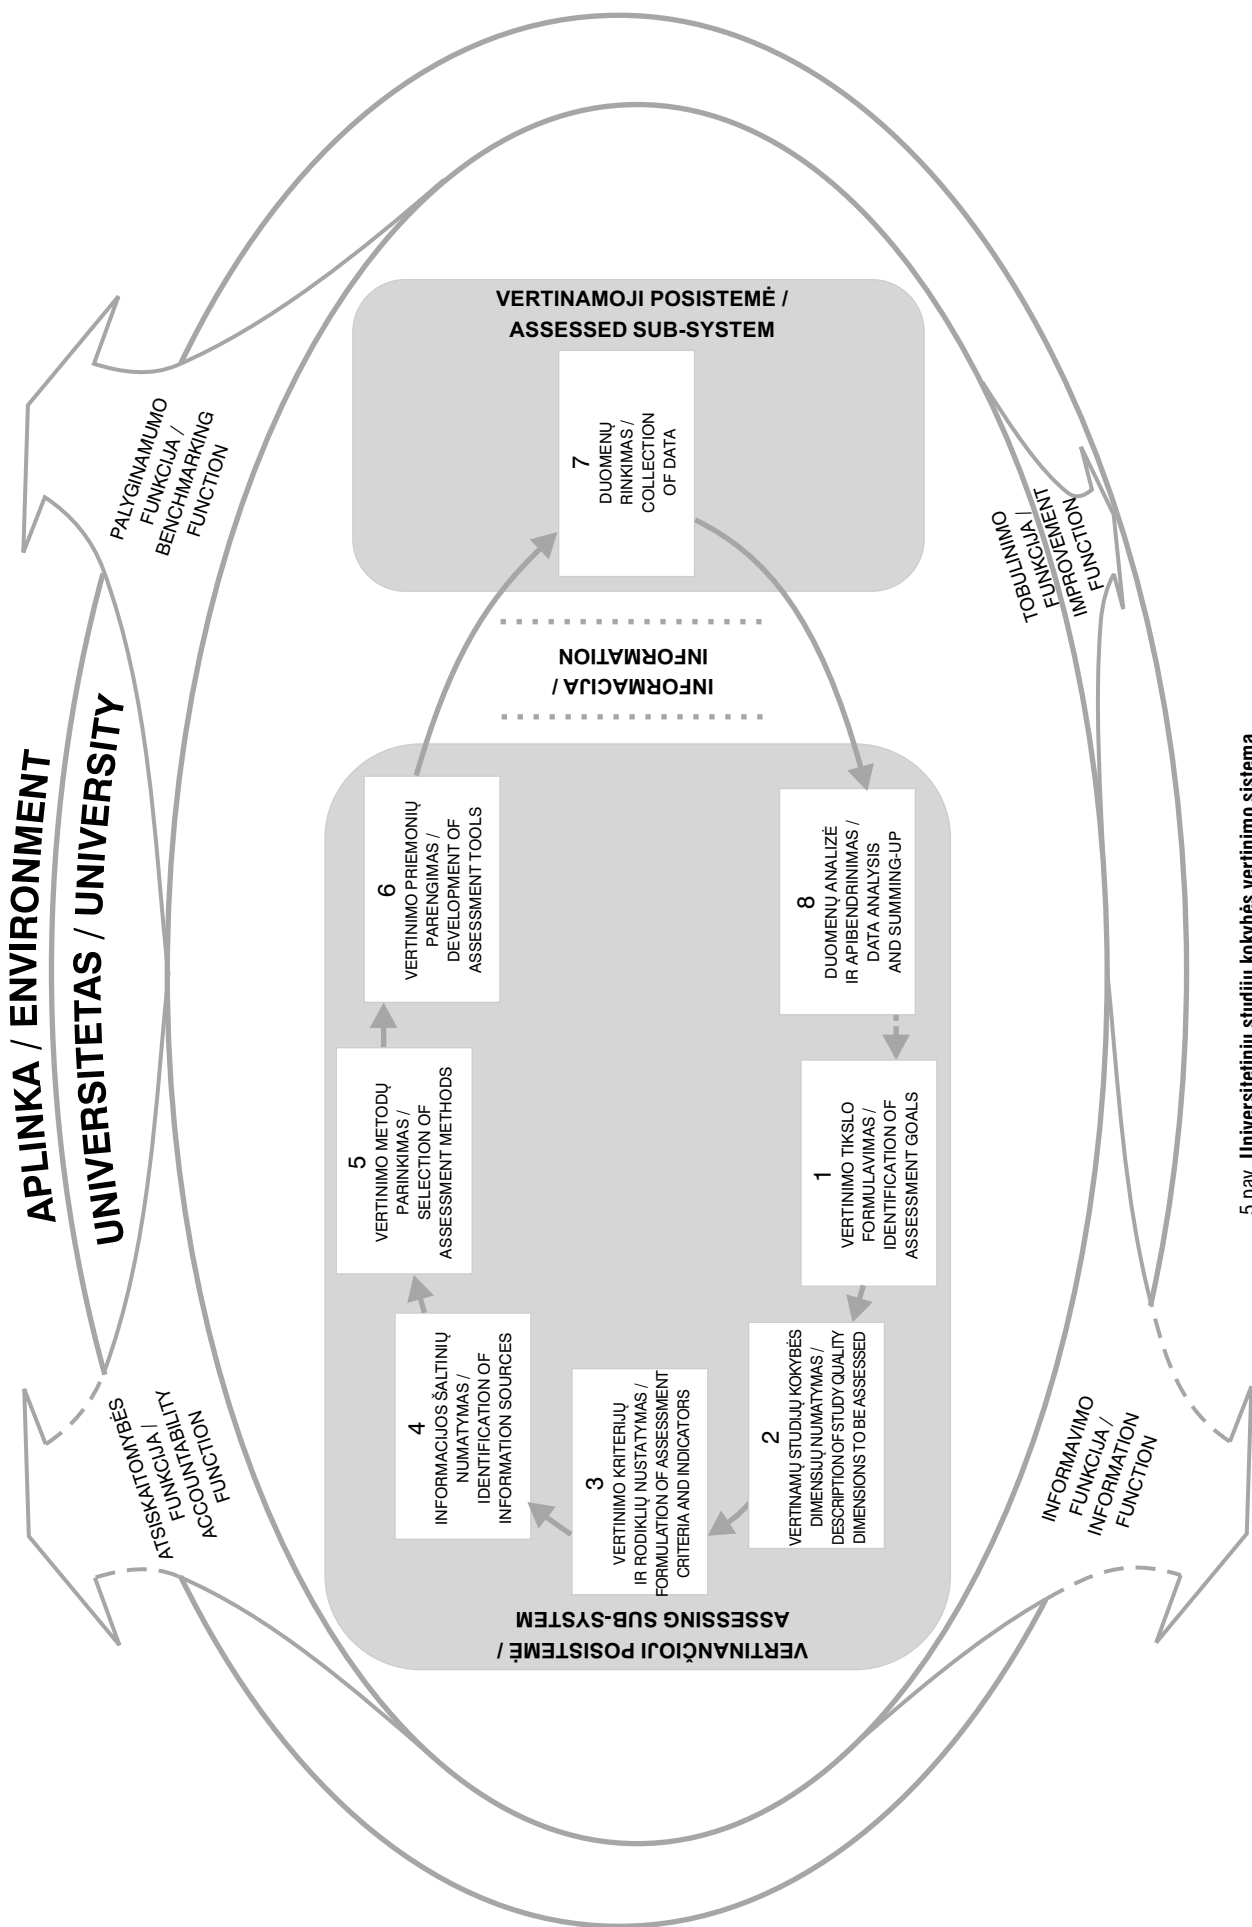 APLINKA / ENVIRONMENT
UNIVERSITETAS / UNIVERSITY
ATSISKAITOMYBĖS
FUNKCIJA /
ACCOUNTABILITY
FUNCTION
PALYGINAMUMO
FUNKCIJA /
BENCHMARKING
FUNCTION
VERTINANČIOJI POSISTEMĖ /
ASSESSING SUB-SYSTEM
4
INFORMACIJOS ŠALTINIŲ
NUMATYMAS /
IDENTIFICATION OF
INFORMATION SOURCES
5
VERTINIMO METODŲ
PARINKIMAS /
SELECTION OF
ASSESSMENT METHODS
6
VERTINIMO PRIEMONIŲ
PARENGIMAS /
DEVELOPMENT OF
ASSESSMENT TOOLS
3
VERTINIMO KRITERIJŲ
IR RODIKLIŲ NUSTATYMAS /
FORMULATION OF ASSESSMENT
CRITERIA AND INDICATORS
2
VERTINAMŲ STUDIJŲ KOKYBĖS
DIMENSIJŲ NUMATYMAS /
DESCRIPTION OF STUDY QUALITY
DIMENSIONS TO BE ASSESSED
1
VERTINIMO TIKSLO
FORMULAVIMAS /
IDENTIFICATION OF
ASSESSMENT GOALS
8
DUOMENŲ ANALIZĖ
IR APIBENDRINIMAS /
DATA ANALYSIS
AND SUMMING-UP
INFORMACIJA /
INFORMATION
7
DUOMENŲ
RINKIMAS /
COLLECTION
OF DATA
VERTINAMOJI POSISTEMĖ /
ASSESSED SUB-SYSTEM
INFORMAVIMO
FUNKCIJA /
INFORMATION
FUNCTION
TOBULINIMO
FUNKCIJA /
IMPROVEMENT
FUNCTION
5 pav. Universitetinių studijų kokybės vertinimo sistema